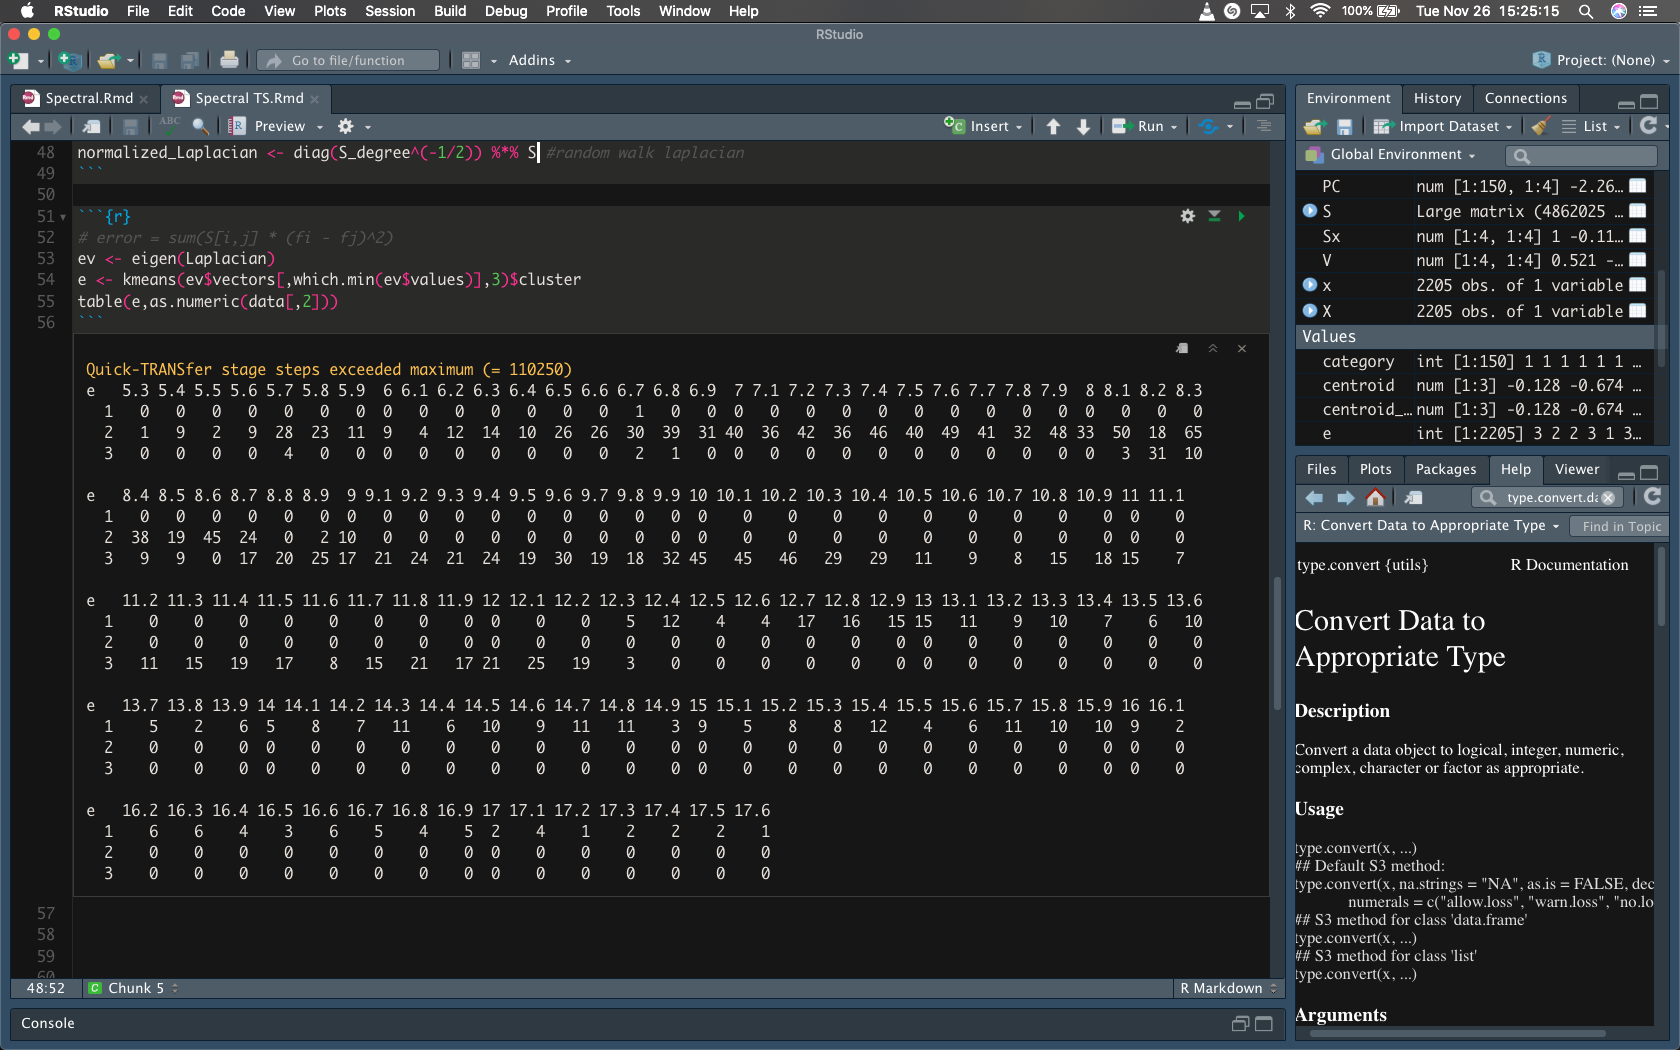 RStudio File Edit Code View Plots Session Build Debug Profile Tools Window Help 100% Tue Nov 26 15:25:15
RStudio
Go to file/function Addins Project: (None)
Spectral.Rmd Spectral TS.Rmd
ABC Preview Insert Run
48 normalized_Laplacian <- diag(S_degree^(-1/2)) %*% S #random walk laplacian
49 ```
50
51 ```{r}
52 # error = sum(S[i,j] * (fi - fj)^2)
53 ev <- eigen(Laplacian)
54 e <- kmeans(ev$vectors[,which.min(ev$values)],3)$cluster
55 table(e,as.numeric(data[,2]))
56 ```
Quick-TRANSfer stage steps exceeded maximum (= 110250)
e 5.3 5.4 5.5 5.6 5.7 5.8 5.9 6 6.1 6.2 6.3 6.4 6.5 6.6 6.7 6.8 6.9 7 7.1 7.2 7.3 7.4 7.5 7.6 7.7 7.8 7.9 8 8.1 8.2 8.3
1 0 0 0 0 0 0 0 0 0 0 0 0 0 0 1 0 0 0 0 0 0 0 0 0 0 0 0 0 0 0 0
2 1 9 2 9 28 23 11 9 4 12 14 10 26 26 30 39 31 40 36 42 36 46 40 49 41 32 48 33 50 18 65
3 0 0 0 0 4 0 0 0 0 0 0 0 0 0 2 1 0 0 0 0 0 0 0 0 0 0 0 0 3 31 10
e 8.4 8.5 8.6 8.7 8.8 8.9 9 9.1 9.2 9.3 9.4 9.5 9.6 9.7 9.8 9.9 10 10.1 10.2 10.3 10.4 10.5 10.6 10.7 10.8 10.9 11 11.1
1 0 0 0 0 0 0 0 0 0 0 0 0 0 0 0 0 0 0 0 0 0 0 0 0 0 0 0 0
2 38 19 45 24 0 2 10 0 0 0 0 0 0 0 0 0 0 0 0 0 0 0 0 0 0 0 0 0
3 9 9 0 17 20 25 17 21 24 21 24 19 30 19 18 32 45 45 46 29 29 11 9 8 15 18 15 7
e 11.2 11.3 11.4 11.5 11.6 11.7 11.8 11.9 12 12.1 12.2 12.3 12.4 12.5 12.6 12.7 12.8 12.9 13 13.1 13.2 13.3 13.4 13.5 13.6
1 0 0 0 0 0 0 0 0 0 0 0 5 12 4 4 17 16 15 15 11 9 10 7 6 10
2 0 0 0 0 0 0 0 0 0 0 0 0 0 0 0 0 0 0 0 0 0 0 0 0 0
3 11 15 19 17 8 15 21 17 21 25 19 3 0 0 0 0 0 0 0 0 0 0 0 0 0
e 13.7 13.8 13.9 14 14.1 14.2 14.3 14.4 14.5 14.6 14.7 14.8 14.9 15 15.1 15.2 15.3 15.4 15.5 15.6 15.7 15.8 15.9 16 16.1
1 5 2 6 5 8 7 11 6 10 9 11 11 3 9 5 8 8 12 4 6 11 10 10 9 2
2 0 0 0 0 0 0 0 0 0 0 0 0 0 0 0 0 0 0 0 0 0 0 0 0 0
3 0 0 0 0 0 0 0 0 0 0 0 0 0 0 0 0 0 0 0 0 0 0 0 0 0
e 16.2 16.3 16.4 16.5 16.6 16.7 16.8 16.9 17 17.1 17.2 17.3 17.4 17.5 17.6
1 6 6 4 3 6 5 4 5 2 4 1 2 2 2 1
2 0 0 0 0 0 0 0 0 0 0 0 0 0 0 0
3 0 0 0 0 0 0 0 0 0 0 0 0 0 0 0
57
58
59
60
48:52 C Chunk 5 R Markdown
Console
Environment History Connections
Import Dataset List
Global Environment
PC num [1:150, 1:4] -2.26…
S Large matrix (4862025 …
Sx num [1:4, 1:4] 1 -0.11…
V num [1:4, 1:4] 0.521 -…
x 2205 obs. of 1 variable
X 2205 obs. of 1 variable
Values
category int [1:150] 1 1 1 1 1 1 …
centroid num [1:3] -0.128 -0.674 …
centroid_… num [1:3] -0.128 -0.674 …
e int [1:2205] 3 2 2 3 1 3…
Files Plots Packages Help Viewer
type.convert.da
R: Convert Data to Appropriate Type Find in Topic
type.convert {utils} R Documentation
Convert Data to
Appropriate Type
Description
Convert a data object to logical, integer, numeric,
complex, character or factor as appropriate.
Usage
type.convert(x, ...)
## Default S3 method:
type.convert(x, na.strings = "NA", as.is = FALSE, dec
numerals = c("allow.loss", "warn.loss", "no.lo
## S3 method for class 'data.frame'
type.convert(x, ...)
## S3 method for class 'list'
type.convert(x, ...)
Arguments